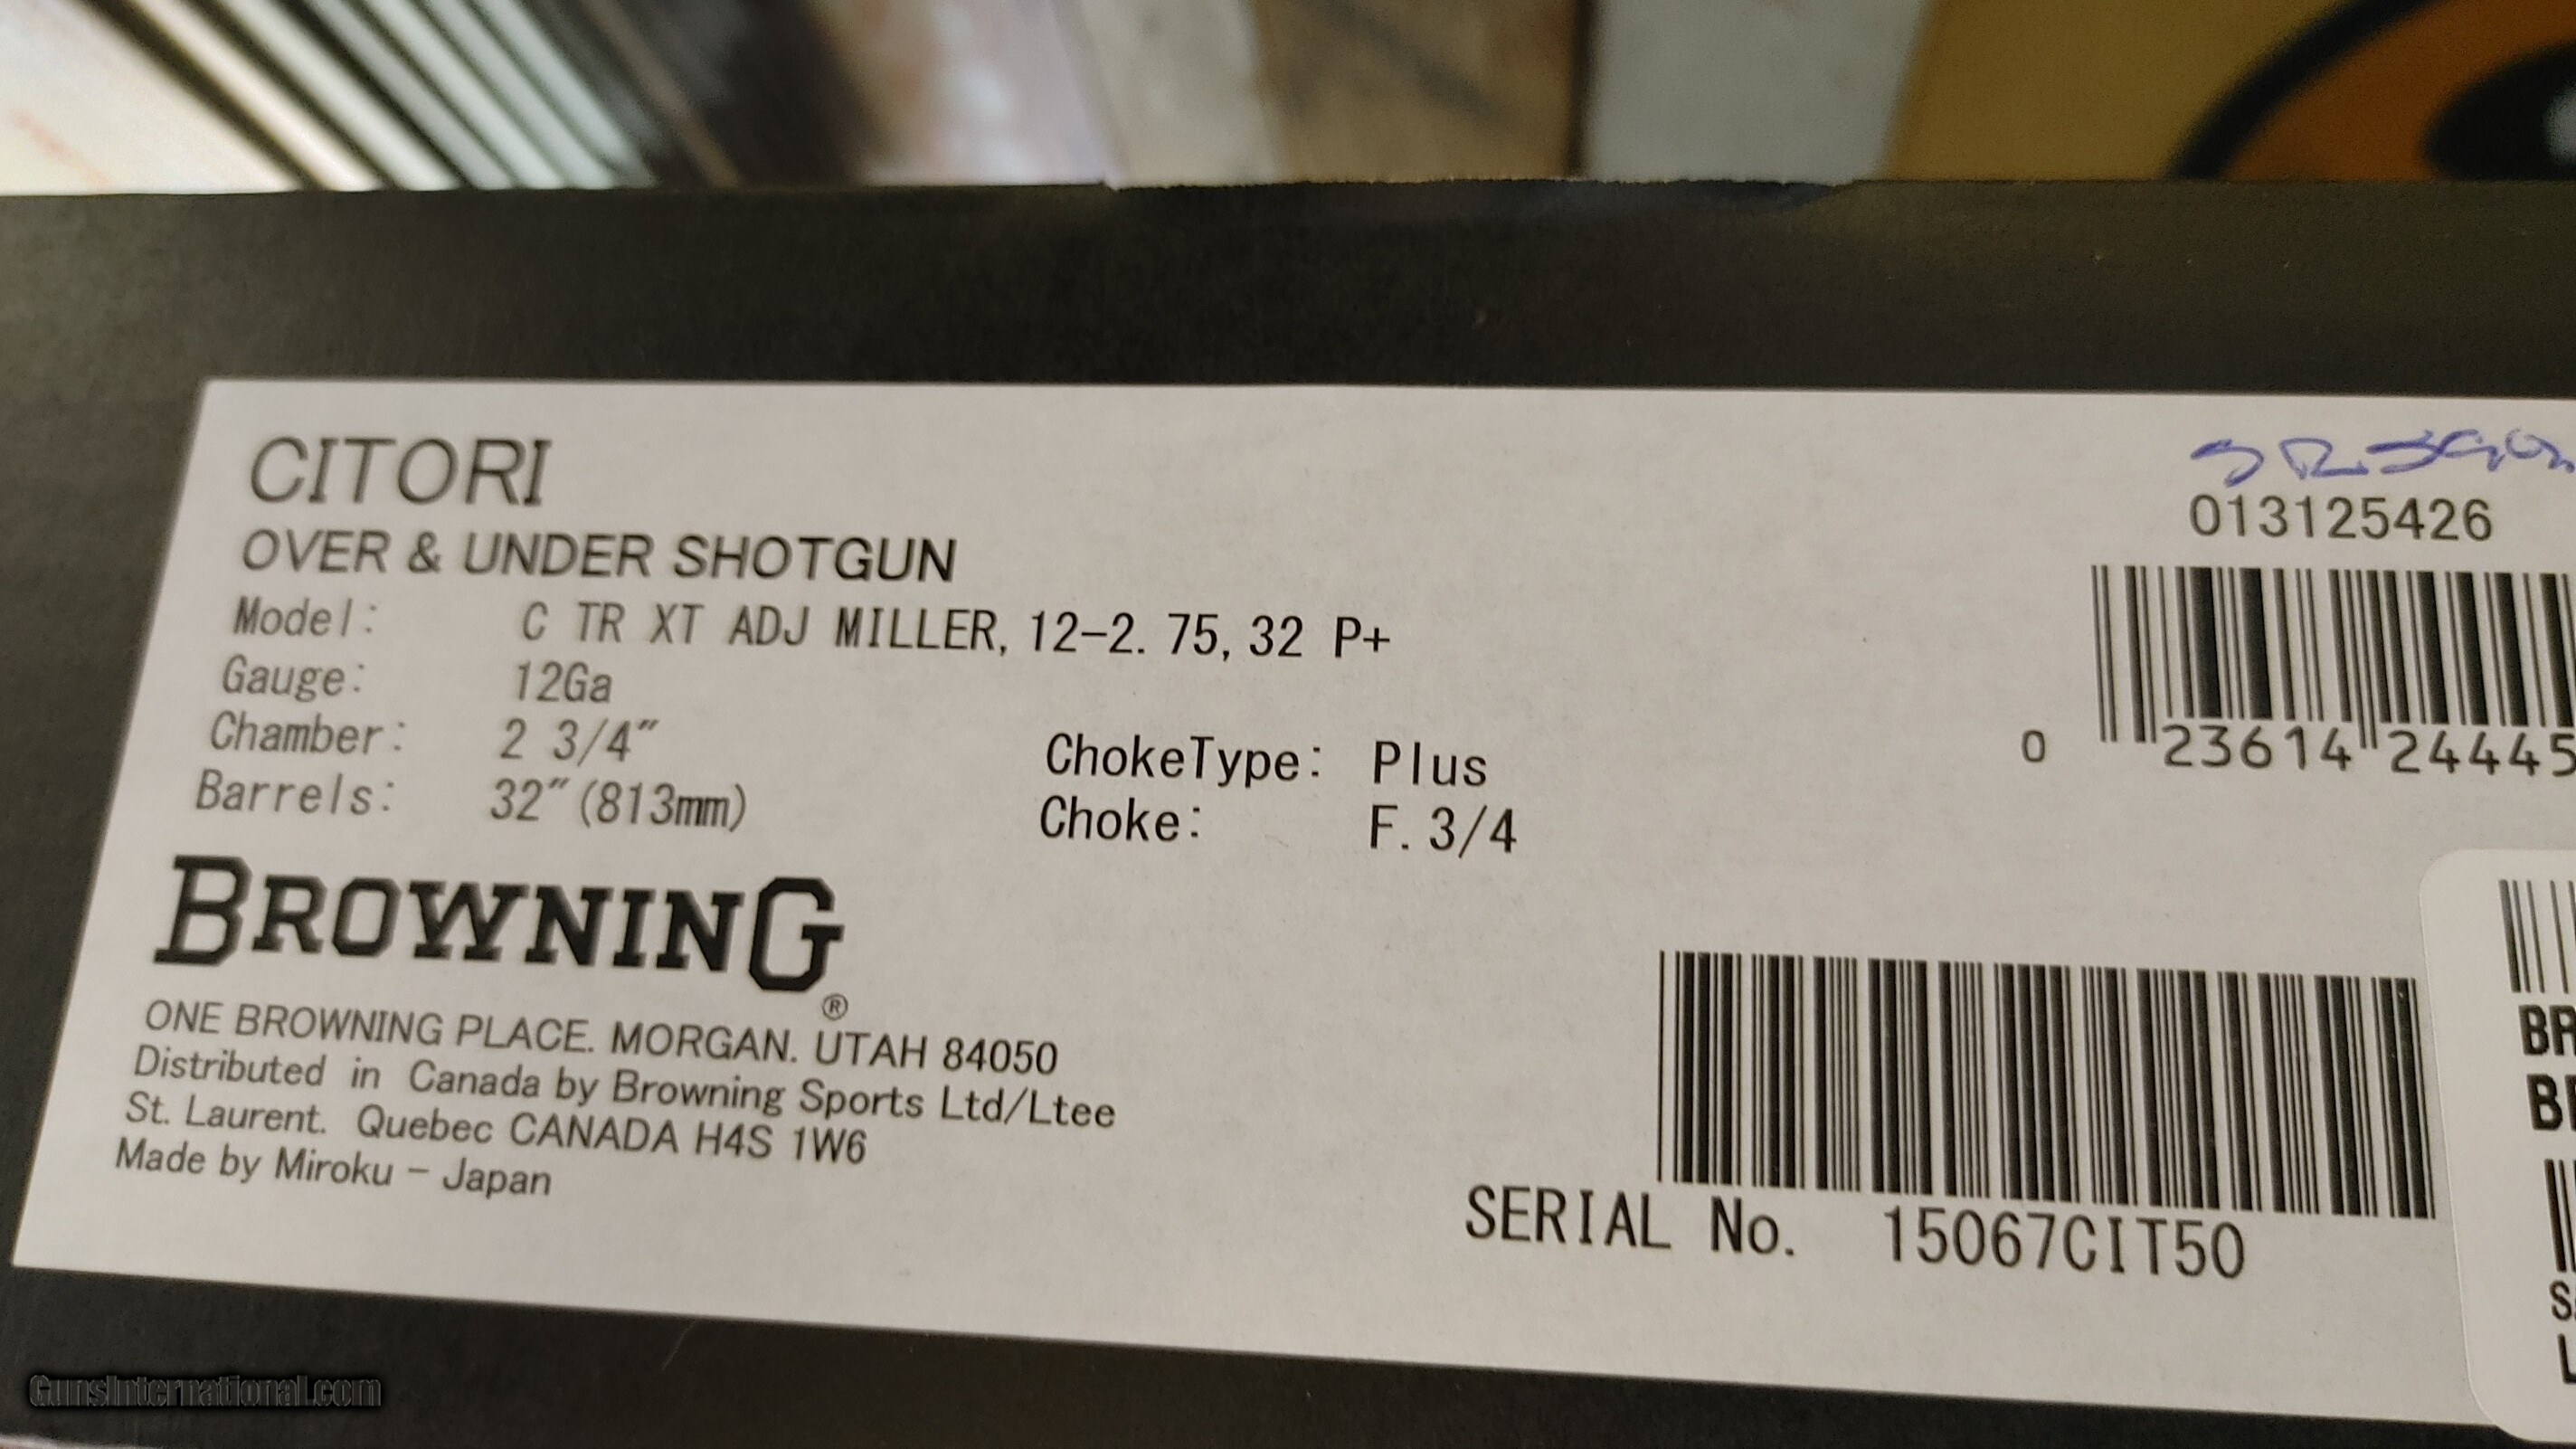 CITORI
OVER & UNDER SHOTGUN
Model: C TR XT ADJ MILLER, 12-2. 75, 32 P+
Gauge: 12Ga
Chamber: 2 3/4"
Barrels: 32"(813mm)
ChokeType: Plus
Choke: F. 3/4
BROWNING®
ONE BROWNING PLACE. MORGAN. UTAH 84050
Distributed in Canada by Browning Sports Ltd/Ltee
St. Laurent. Quebec CANADA H4S 1W6
Made by Miroku - Japan
013125426
0 23614 24445
SERIAL No. 15067CIT50
BR
GunsInternational.com